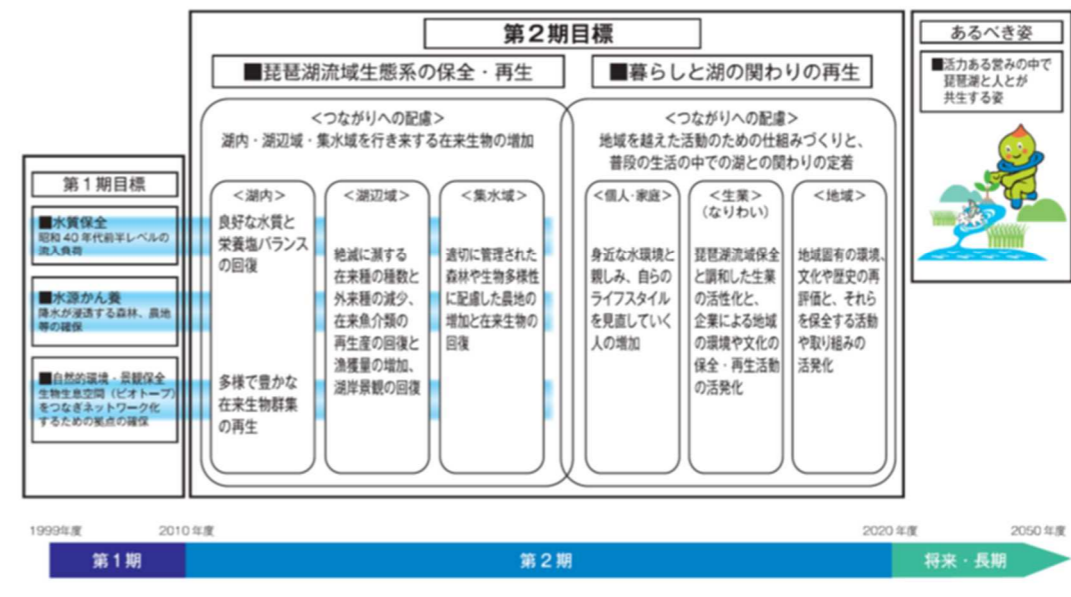 第2期目標
■琵琶湖流域生態系の保全・再生
<つながりへの配慮>
湖内・湖辺域・集水域を行き来する在来生物の増加
<湖内>
良好な水質と
栄養塩バランス
の回復
多様で豊かな
在来生物群集
の再生
<湖辺域>
絶滅に瀕する
在来種の種数と
外来種の減少、
在来魚介類の
再生産の回復と
漁獲量の増加、
湖岸景観の回復
<集水域>
適切に管理された
森林や生物多様性
に配慮した農地の
増加と在来生物の
回復
■暮らしと湖の関わりの再生
<つながりへの配慮>
地域を越えた活動のための仕組みづくりと、
普段の生活の中での湖との関わりの定着
<個人・家庭>
身近な水環境と
親しみ、自らの
ライフスタイル
を見直していく
人の増加
<生業>
(なりわい)
琵琶湖流域保全
と調和した生業
の活性化と、
企業による地域
の環境や文化の
保全・再生活動
の活発化
<地域>
地域固有の環境、
文化や歴史の再
評価と、それら
を保全する活動
や取り組みの
活発化
第1期目標
■水質保全
昭和40年代前半レベルの
流入負荷
■水源かん養
降水が浸透する森林、農地
等の確保
■自然的環境・景観保全
生物生息空間(ビオトープ)
をつなぎネットワーク化
するための拠点の確保
あるべき姿
■活力ある営みの中で
琵琶湖と人とが
共生する姿
1999年度
2010年度
2020年度
2050年度
第1期
第2期
将来・長期